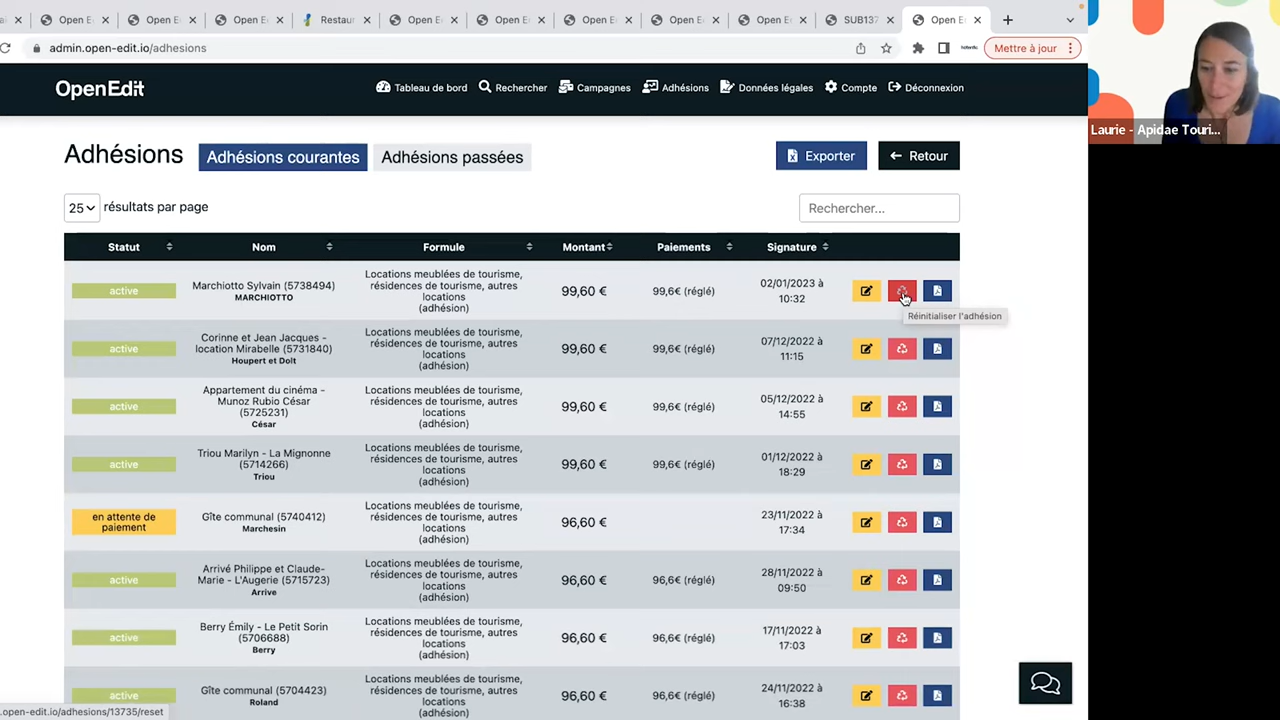 Open E
Open E
Open E
Restaur
Open E
Open E
Open E
Open E
Open E
SUB137
Open E
admin.open-edit.io/adhesions
Mettre à jour
OpenEdit
Tableau de bord
Rechercher
Campagnes
Adhésions
Données légales
Compte
Déconnexion
Laurie - Apidae Touri...
Adhésions
Adhésions courantes
Adhésions passées
Exporter
Retour
25
résultats par page
Rechercher...
Statut
Nom
Formule
Montant
Paiements
Signature
active
Marchiotto Sylvain (5738494)
MARCHIOTTO
Locations meublées de tourisme,
résidences de tourisme, autres
locations
(adhésion)
99,60 €
99,6€ (réglé)
02/01/2023 à
10:32
Réinitialiser l'adhésion
active
Corinne et Jean Jacques -
location Mirabelle (5731840)
Houpert et Dolt
Locations meublées de tourisme,
résidences de tourisme, autres
locations
(adhésion)
99,60 €
99,6€ (réglé)
07/12/2022 à
11:15
active
Appartement du cinéma -
Munoz Rubio César
(5725231)
César
Locations meublées de tourisme,
résidences de tourisme, autres
locations
(adhésion)
99,60 €
99,6€ (réglé)
05/12/2022 à
14:55
active
Triou Marilyn - La Mignonne
(5714266)
Triou
Locations meublées de tourisme,
résidences de tourisme, autres
locations
(adhésion)
99,60 €
99,6€ (réglé)
01/12/2022 à
18:29
en attente de
paiement
Gîte communal (5740412)
Marchesin
Locations meublées de tourisme,
résidences de tourisme, autres
locations
(adhésion)
96,60 €
23/11/2022 à
17:34
active
Arrivé Philippe et Claude-
Marie - L'Augerie (5715723)
Arrive
Locations meublées de tourisme,
résidences de tourisme, autres
locations
(adhésion)
96,60 €
96,6€ (réglé)
28/11/2022 à
09:50
active
Berry Émily - Le Petit Sorin
(5706688)
Berry
Locations meublées de tourisme,
résidences de tourisme, autres
locations
(adhésion)
96,60 €
96,6€ (réglé)
17/11/2022 à
17:03
active
Gîte communal (5704423)
Roland
Locations meublées de tourisme,
résidences de tourisme, autres
locations
(adhésion)
96,60 €
96,6€ (réglé)
24/11/2022 à
16:38
.open-edit.io/adhesions/13735/reset